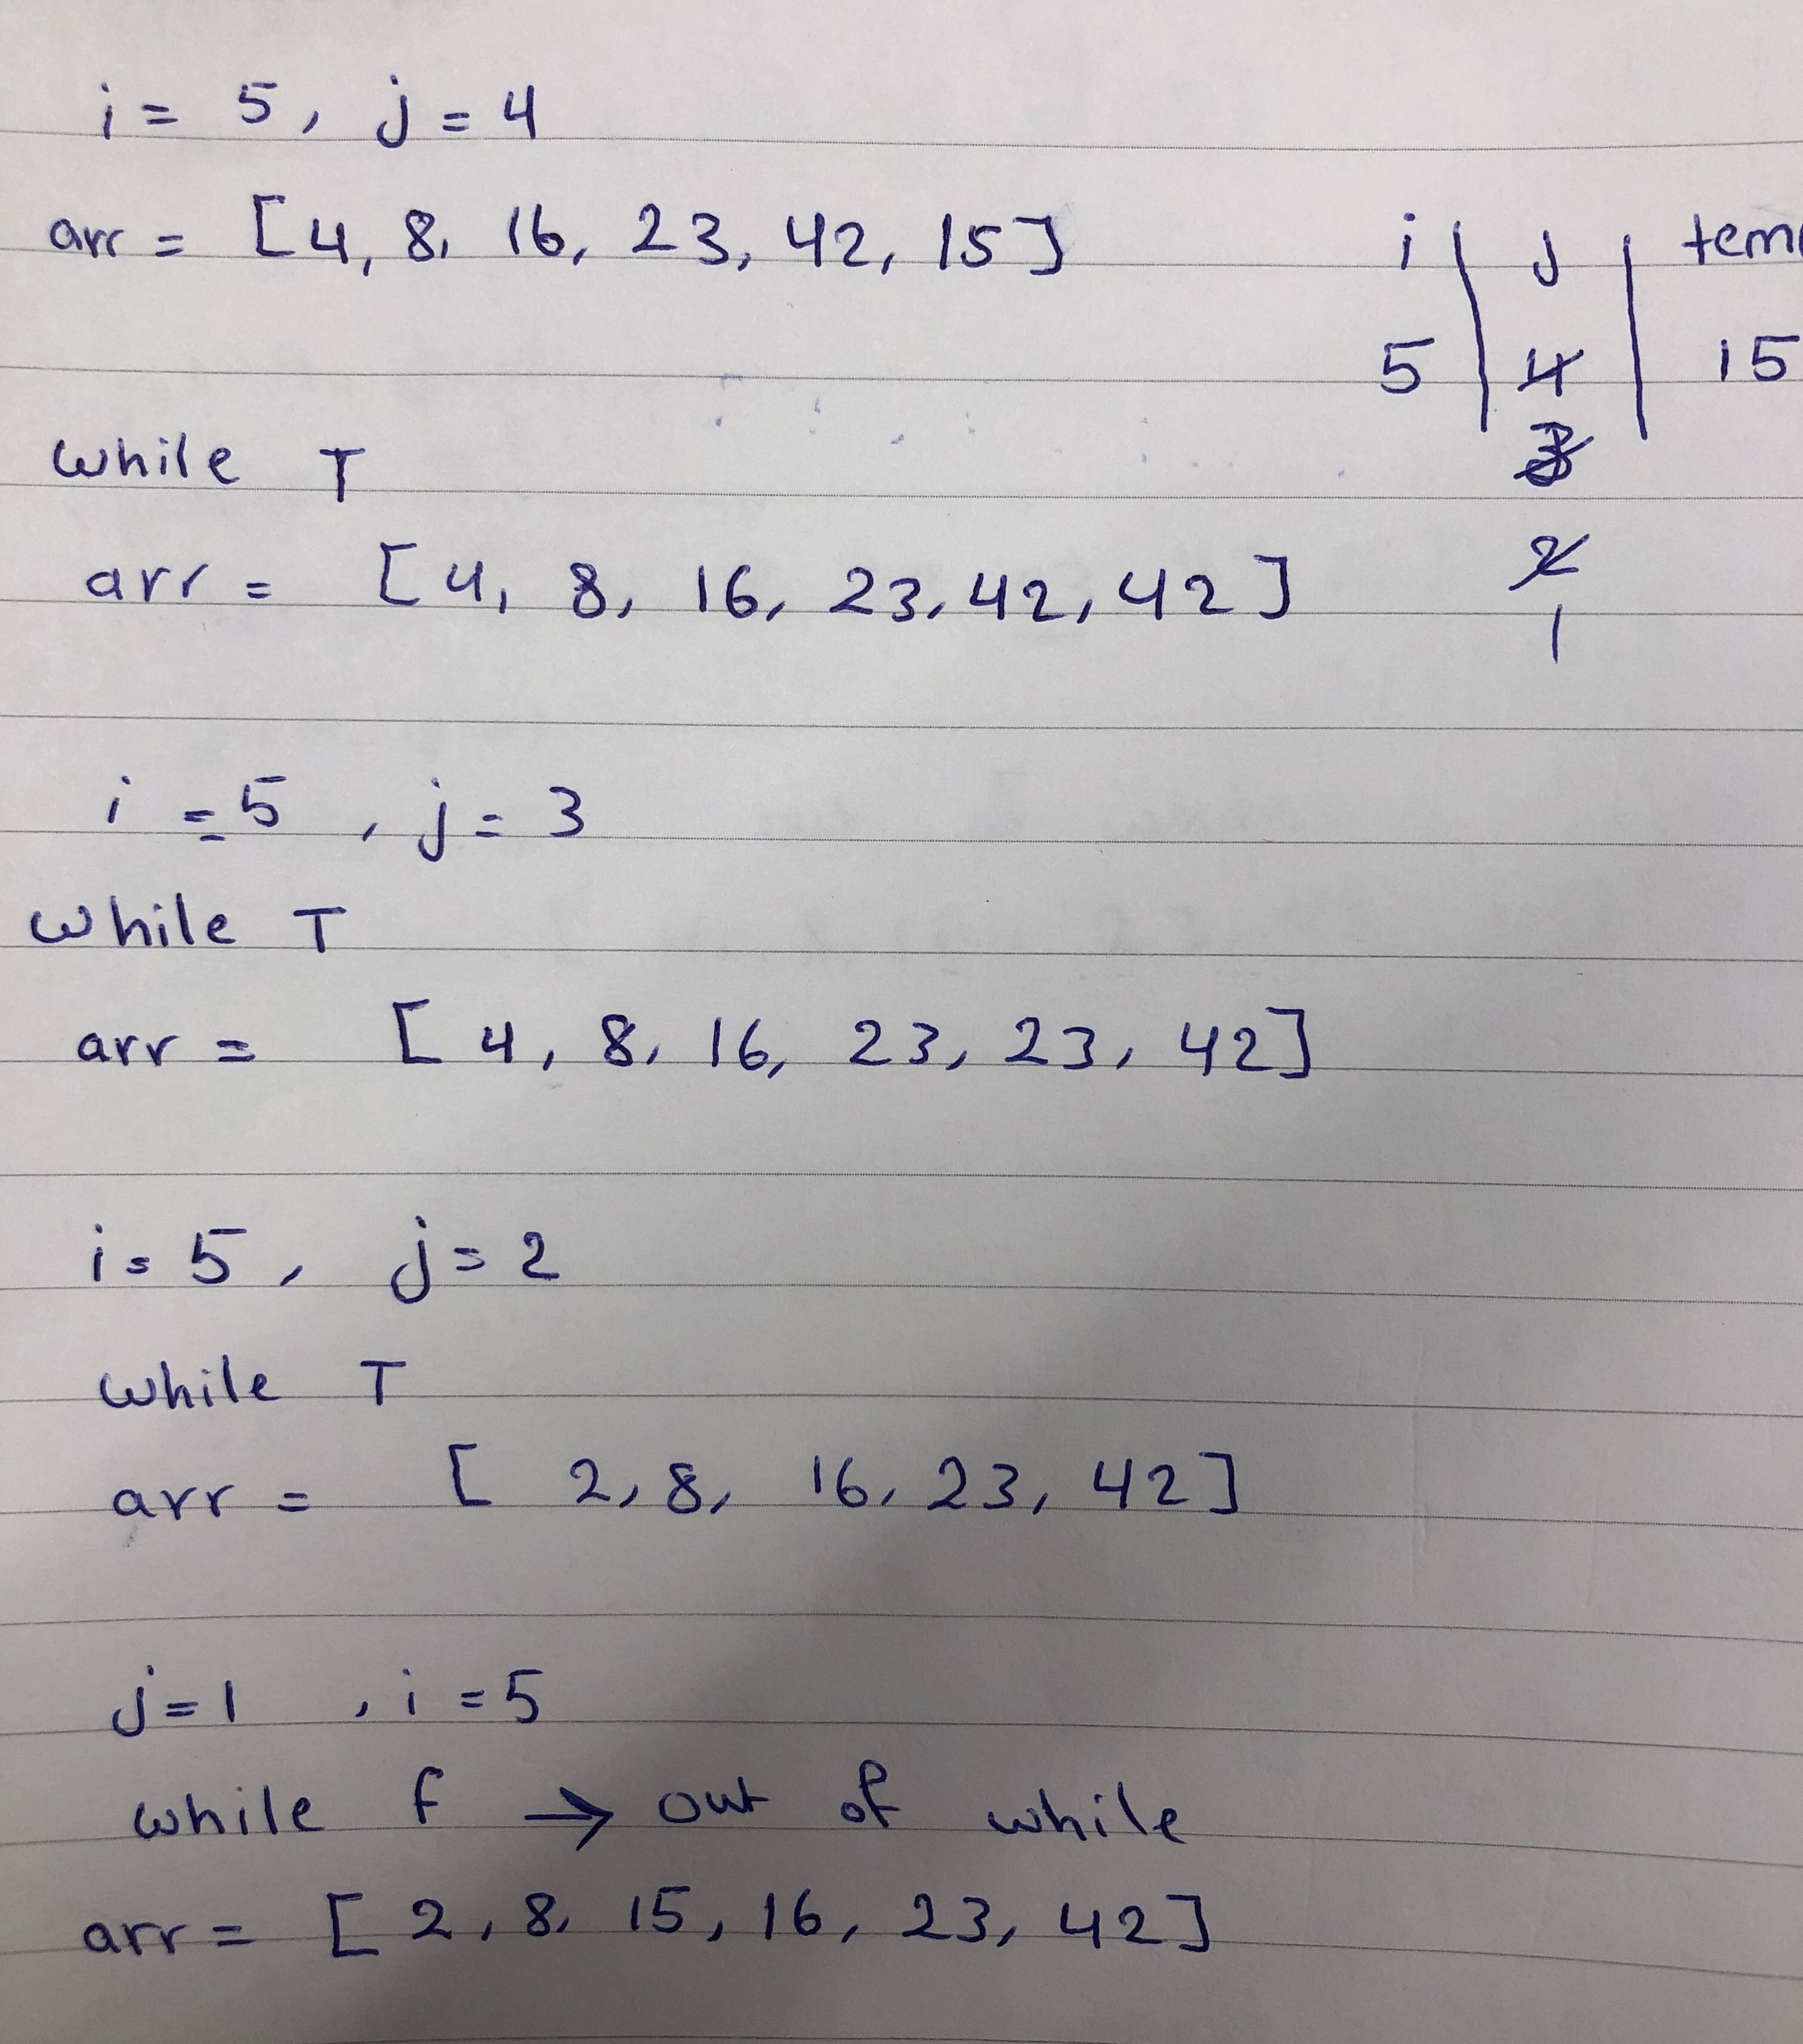 i = 5, j = 4
arr = [4, 8, 16, 23, 42, 15]
i | j | tem
5 | 4 | 15
3
2
1
while T
arr = [4, 8, 16, 23, 42, 42]
i = 5, j = 3
while T
arr = [4, 8, 16, 23, 23, 42]
i = 5, j = 2
while T
arr = [2, 8, 16, 23, 42]
j = 1, i = 5
while f → out of while
arr = [2, 8, 15, 16, 23, 42]